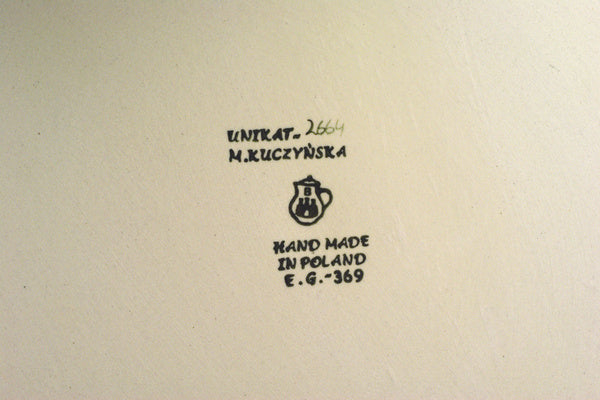 UNIKAT- 2664
M.KUCZYŃSKA
B
HAND MADE
IN POLAND
E.G.-369